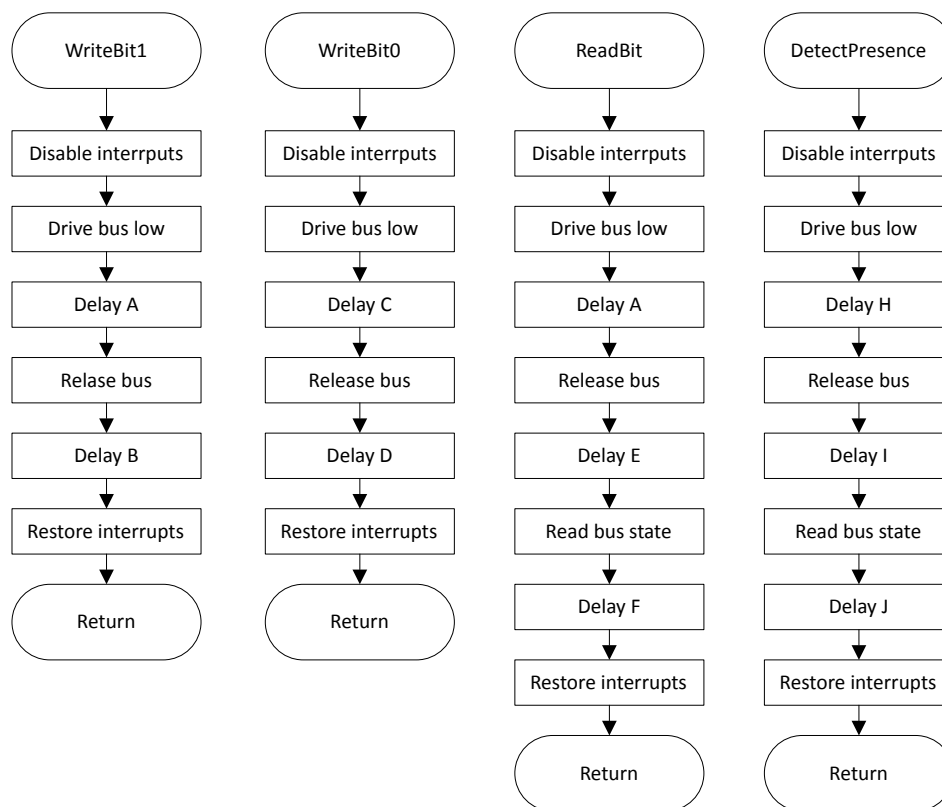 WriteBit1
Disable interrputs
Drive bus low
Delay A
Relase bus
Delay B
Restore interrupts
Return
WriteBit0
Disable interrputs
Drive bus low
Delay C
Release bus
Delay D
Restore interrupts
Return
ReadBit
Disable interrputs
Drive bus low
Delay A
Release bus
Delay E
Read bus state
Delay F
Restore interrupts
Return
DetectPresence
Disable interrputs
Drive bus low
Delay H
Release bus
Delay I
Read bus state
Delay J
Restore interrupts
Return